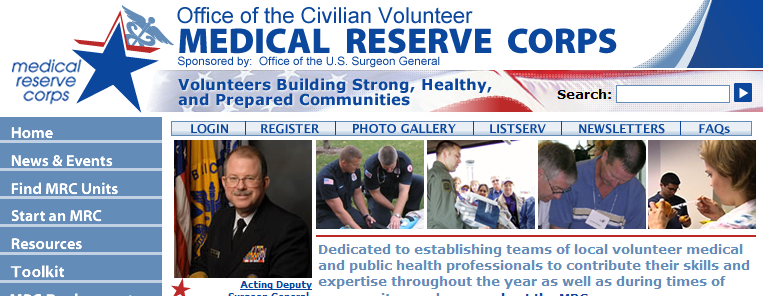 Office of the Civilian Volunteer
MEDICAL RESERVE CORPS
Sponsored by: Office of the U.S. Surgeon General
medical
reserve
corps
Volunteers Building Strong, Healthy,
and Prepared Communities
Search:
LOGIN REGISTER PHOTO GALLERY LISTSERV NEWSLETTERS FAQs
Home
News & Events
Find MRC Units
Start an MRC
Resources
Toolkit
Dedicated to establishing teams of local volunteer medical
and public health professionals to contribute their skills and
expertise throughout the year as well as during times of
Acting Deputy
Surgeon General